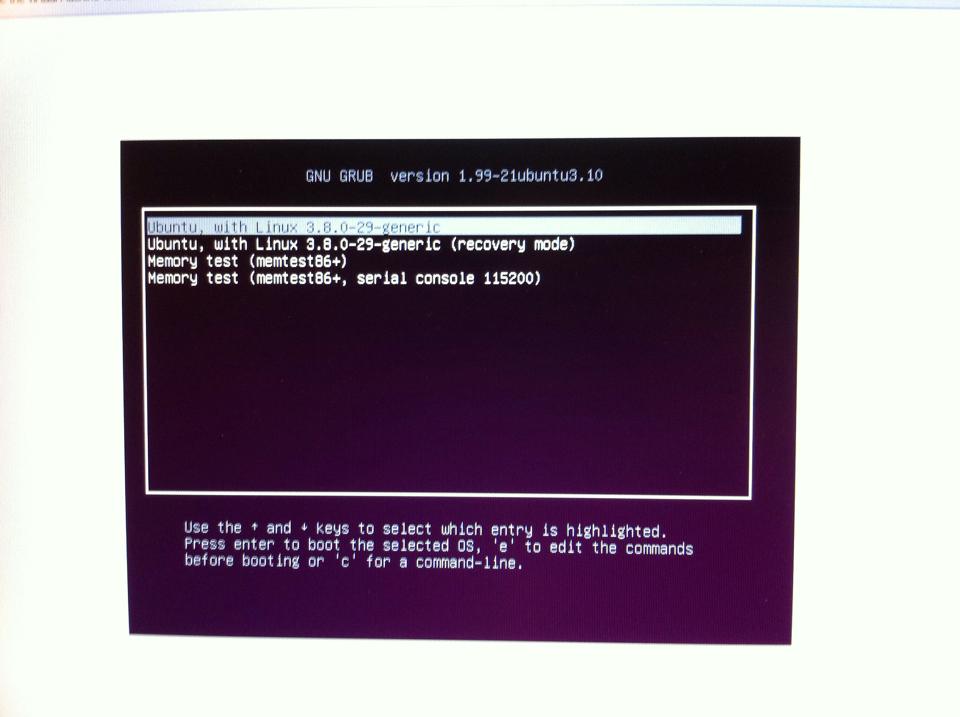 GNU GRUB version 1.99-21ubuntu3.10
Ubuntu, with Linux 3.8.0-29-generic
Ubuntu, with Linux 3.8.0-29-generic (recovery mode)
Memory test (memtest86+)
Memory test (memtest86+, serial console 115200)
Use the ↑ and ↓ keys to select which entry is highlighted.
Press enter to boot the selected OS, 'e' to edit the commands
before booting or 'c' for a command-line.